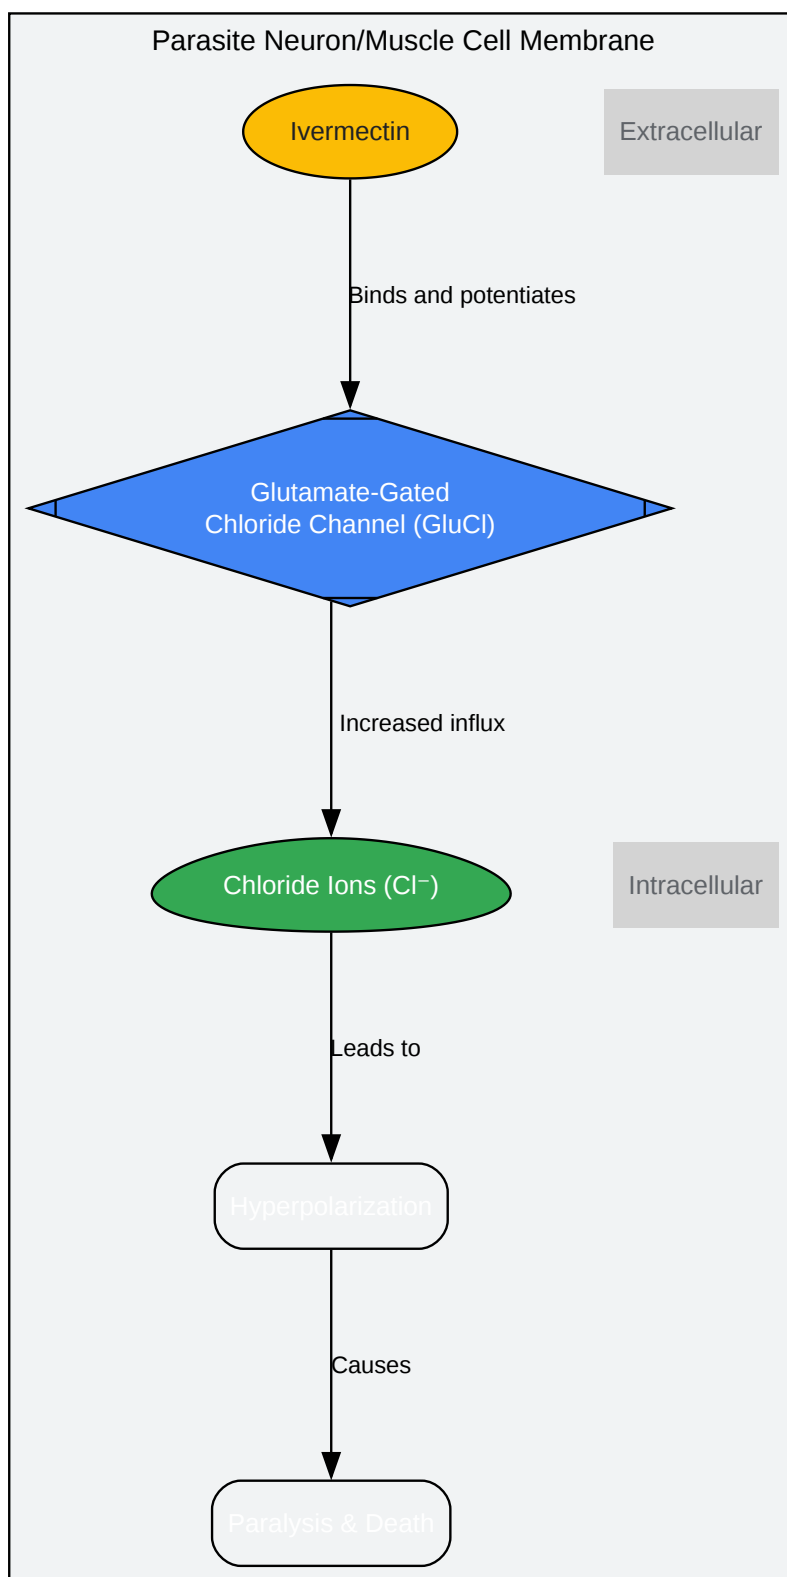 Parasite Neuron/Muscle Cell Membrane
Ivermectin
Extracellular
Binds and potentiates
Glutamate-Gated
Chloride Channel (GluCl)
Increased influx
Chloride Ions (Cl⁻)
Intracellular
Leads to
Hyperpolarization
Causes
Paralysis & Death